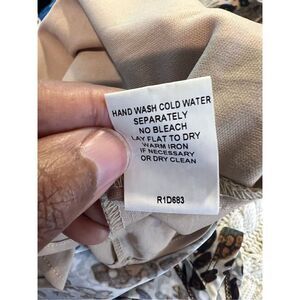 HAND WASH COLD WATER
SEPARATELY
NO BLEACH
LAY FLAT TO DRY
WARM IRON
IF NECESSARY
OR DRY CLEAN
R1D683